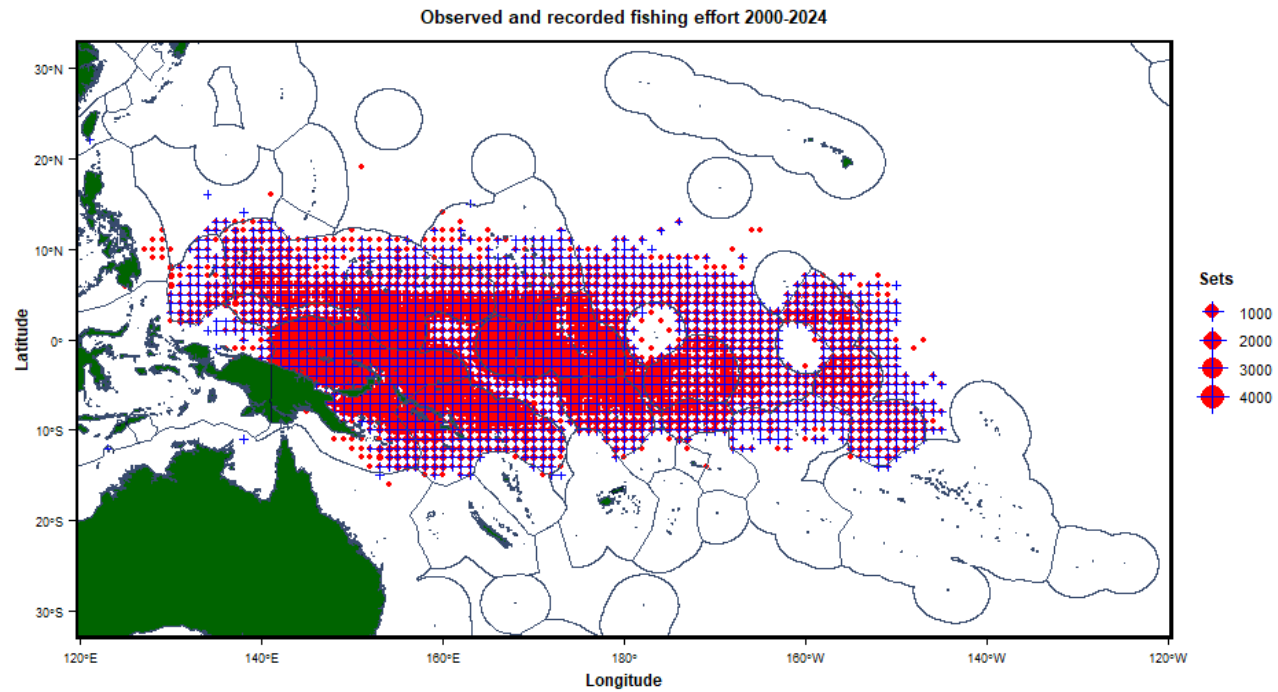 Observed and recorded fishing effort 2000-2024
30°N
20°N
10°N
0°
10°S
20°S
30°S
Latitude
120°E
140°E
160°E
180°
160°W
140°W
120°W
Longitude
Sets
1000
2000
3000
4000